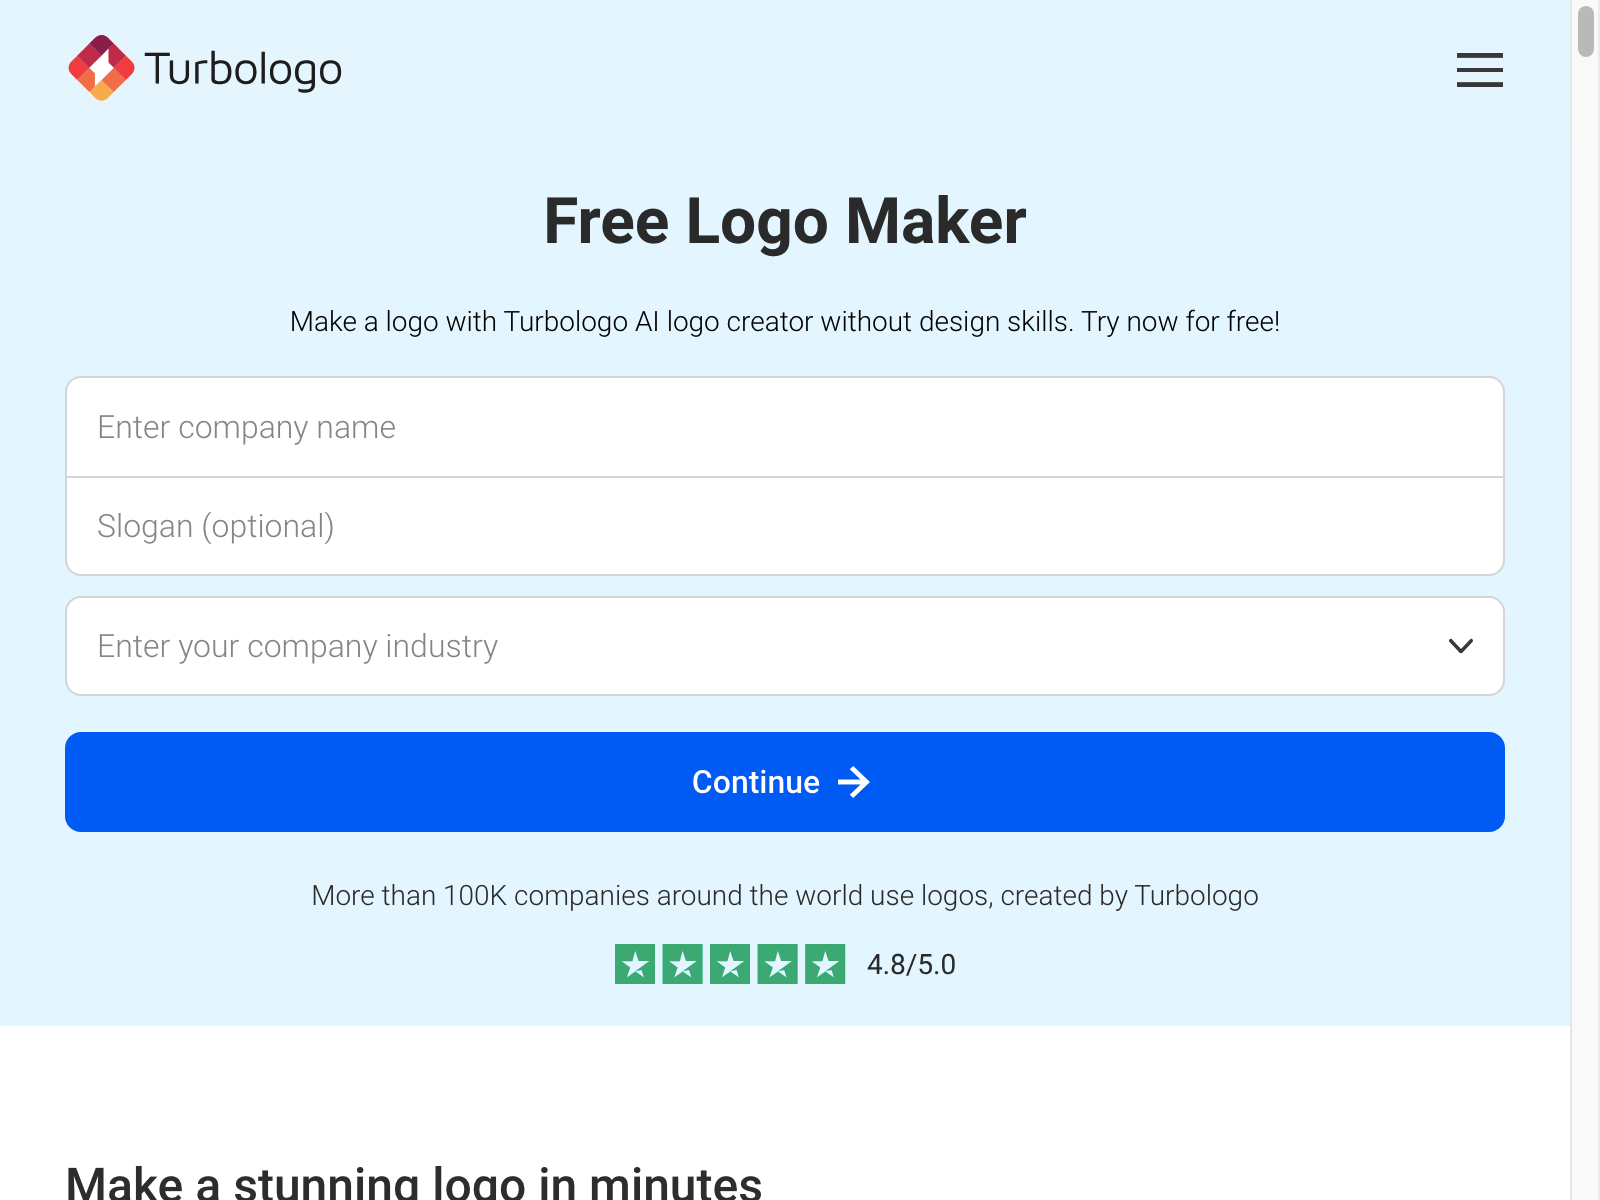 Turbologo
Free Logo Maker
Make a logo with Turbologo AI logo creator without design skills. Try now for free!
Enter company name
Slogan (optional)
Enter your company industry
Continue
More than 100K companies around the world use logos, created by Turbologo
4.8/5.0
Make a stunning logo in minutes